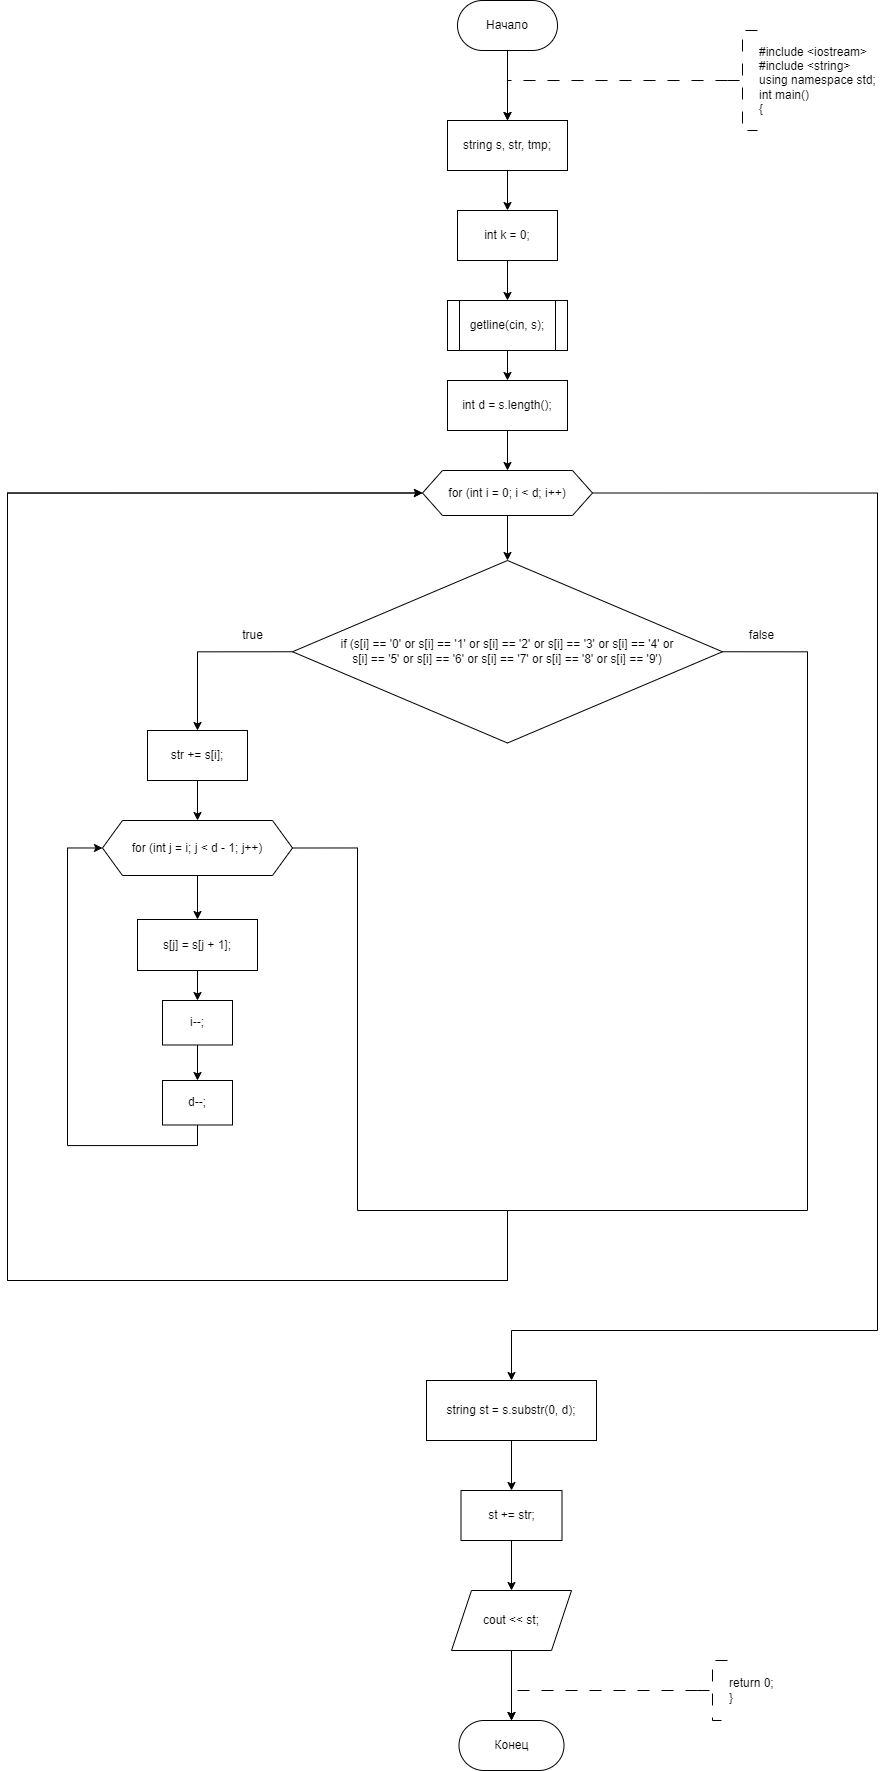 Начало
#include <iostream>
#include <string>
using namespace std;
int main()
{
string s, str, tmp;
int k = 0;
getline(cin, s);
int d = s.length();
for (int i = 0; i < d; i++)
true
false
if (s[i] == '0' or s[i] == '1' or s[i] == '2' or s[i] == '3' or s[i] == '4' or
s[i] == '5' or s[i] == '6' or s[i] == '7' or s[i] == '8' or s[i] == '9')
str += s[i];
for (int j = i; j < d - 1; j++)
s[j] = s[j + 1];
i--;
d--;
string st = s.substr(0, d);
st += str;
cout << st;
return 0;
}
Конец